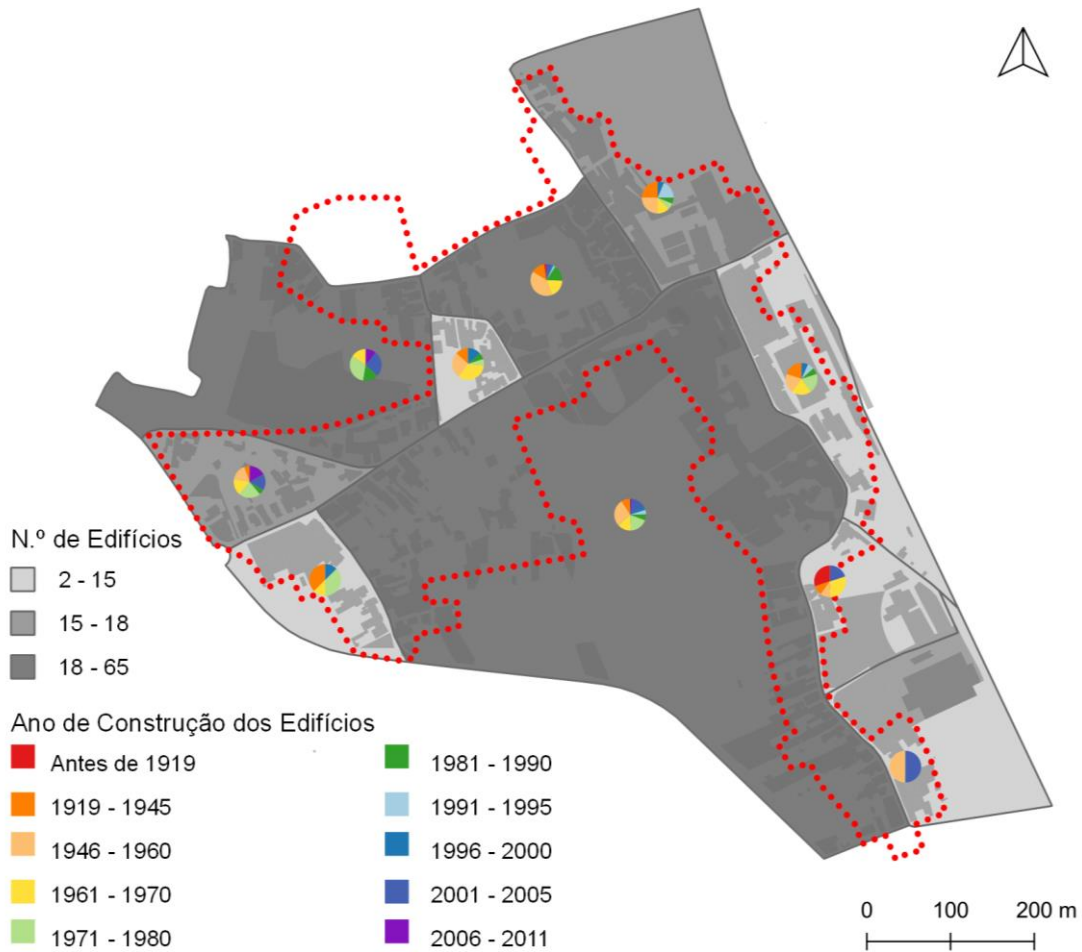 N.º de Edifícios
2 - 15
15 - 18
18 - 65
Ano de Construção dos Edifícios
Antes de 1919
1919 - 1945
1946 - 1960
1961 - 1970
1971 - 1980
1981 - 1990
1991 - 1995
1996 - 2000
2001 - 2005
2006 - 2011
0 100 200 m